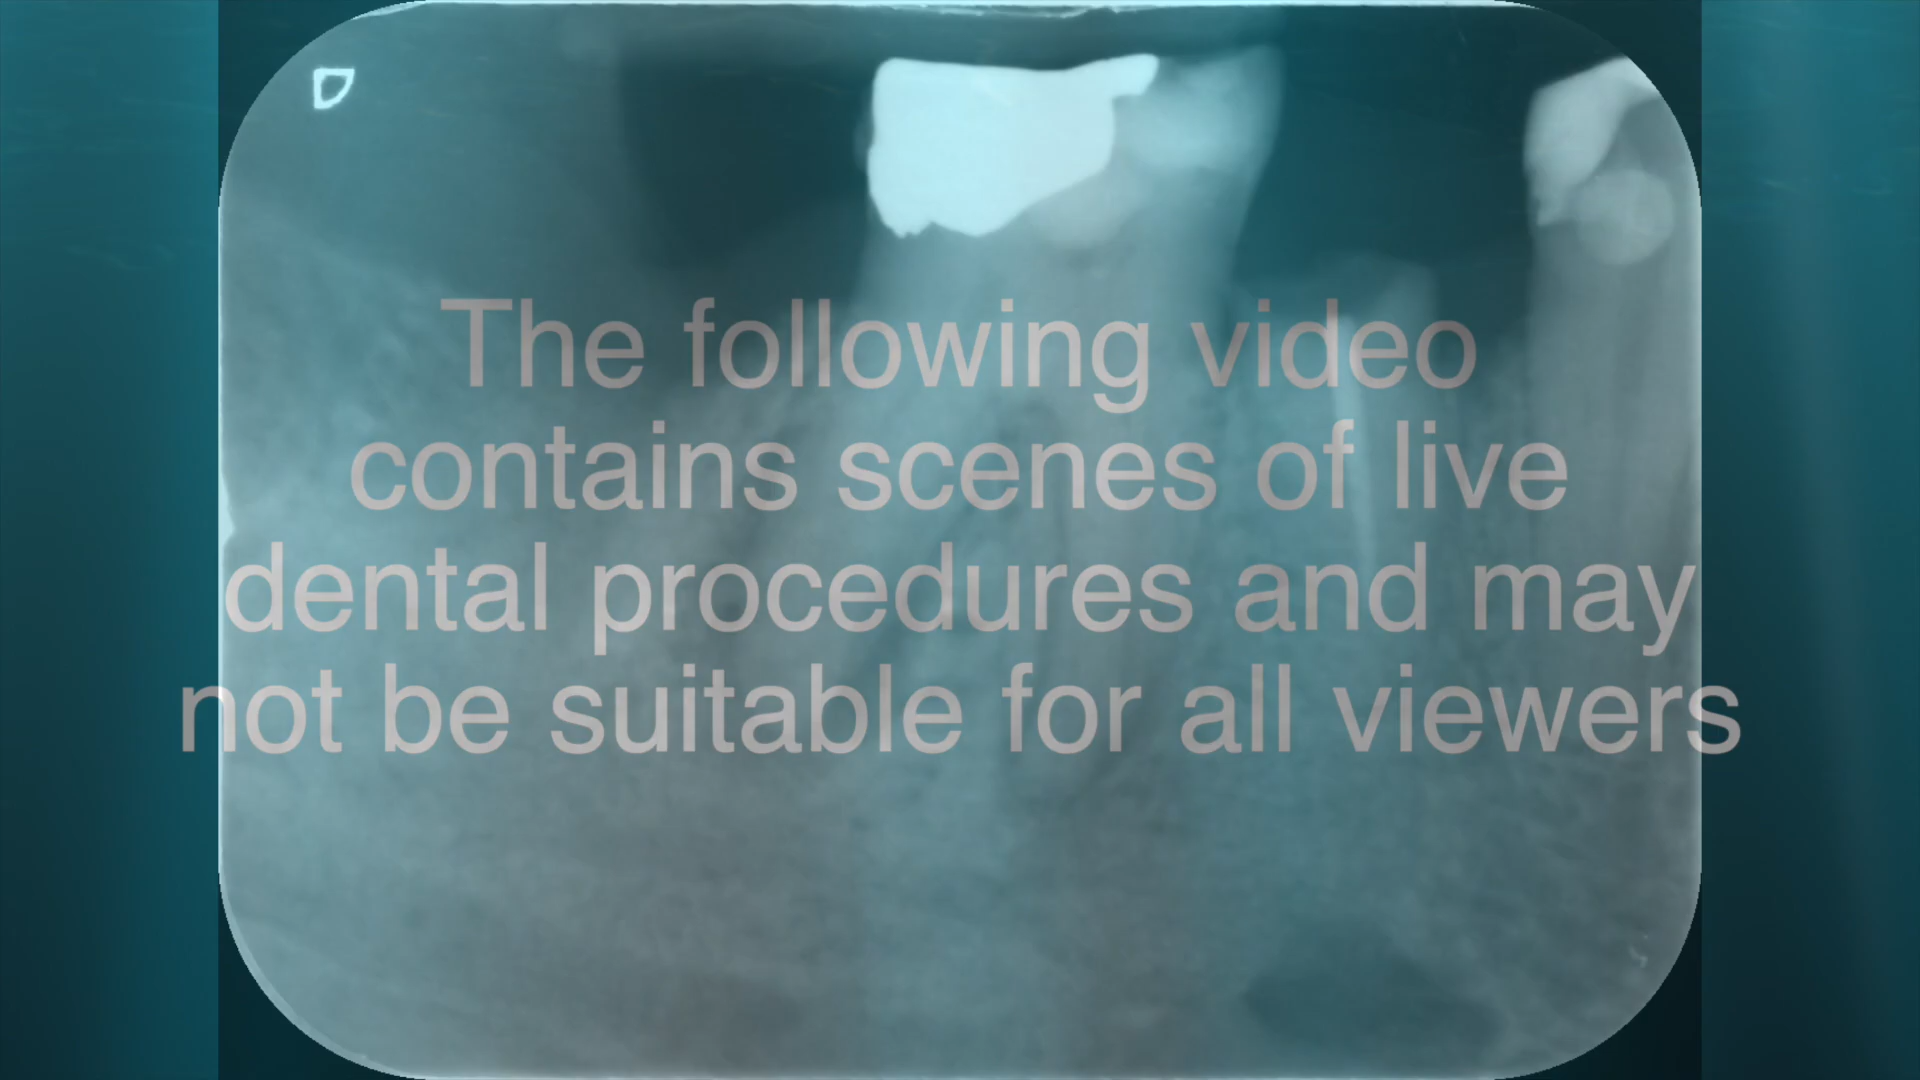 The following video
contains scenes of live
dental procedures and may
not be suitable for all viewers